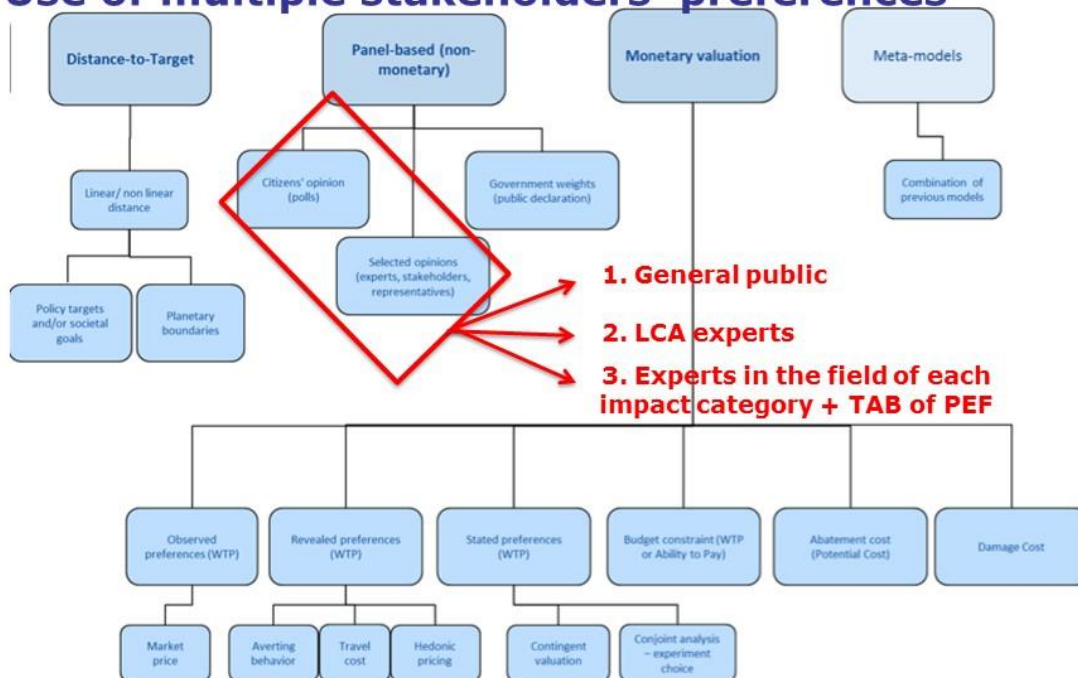 Use of multiple stakeholders' preferences
Distance-to-Target
Panel-based (non-
monetary)
Monetary valuation
Meta-models
Linear/ non linear
distance
Citizens' opinion
(polls)
Government weights
(public declaration)
Combination of
previous models
Selected opinions
(experts, stakeholders,
representatives)
Policy targets
and/or societal
goals
Planetary
boundaries
1. General public
2. LCA experts
3. Experts in the field of each
impact category + TAB of PEF
Observed
preferences (WTP)
Revealed preferences
(WTP)
Stated preferences
(WTP)
Budget constraint (WTP
or Ability to Pay)
Abatement cost
(Potential Cost)
Damage Cost
Market
price
Averting
behavior
Travel
cost
Hedonic
pricing
Contingent
valuation
Conjoint analysis
– experiment
choice